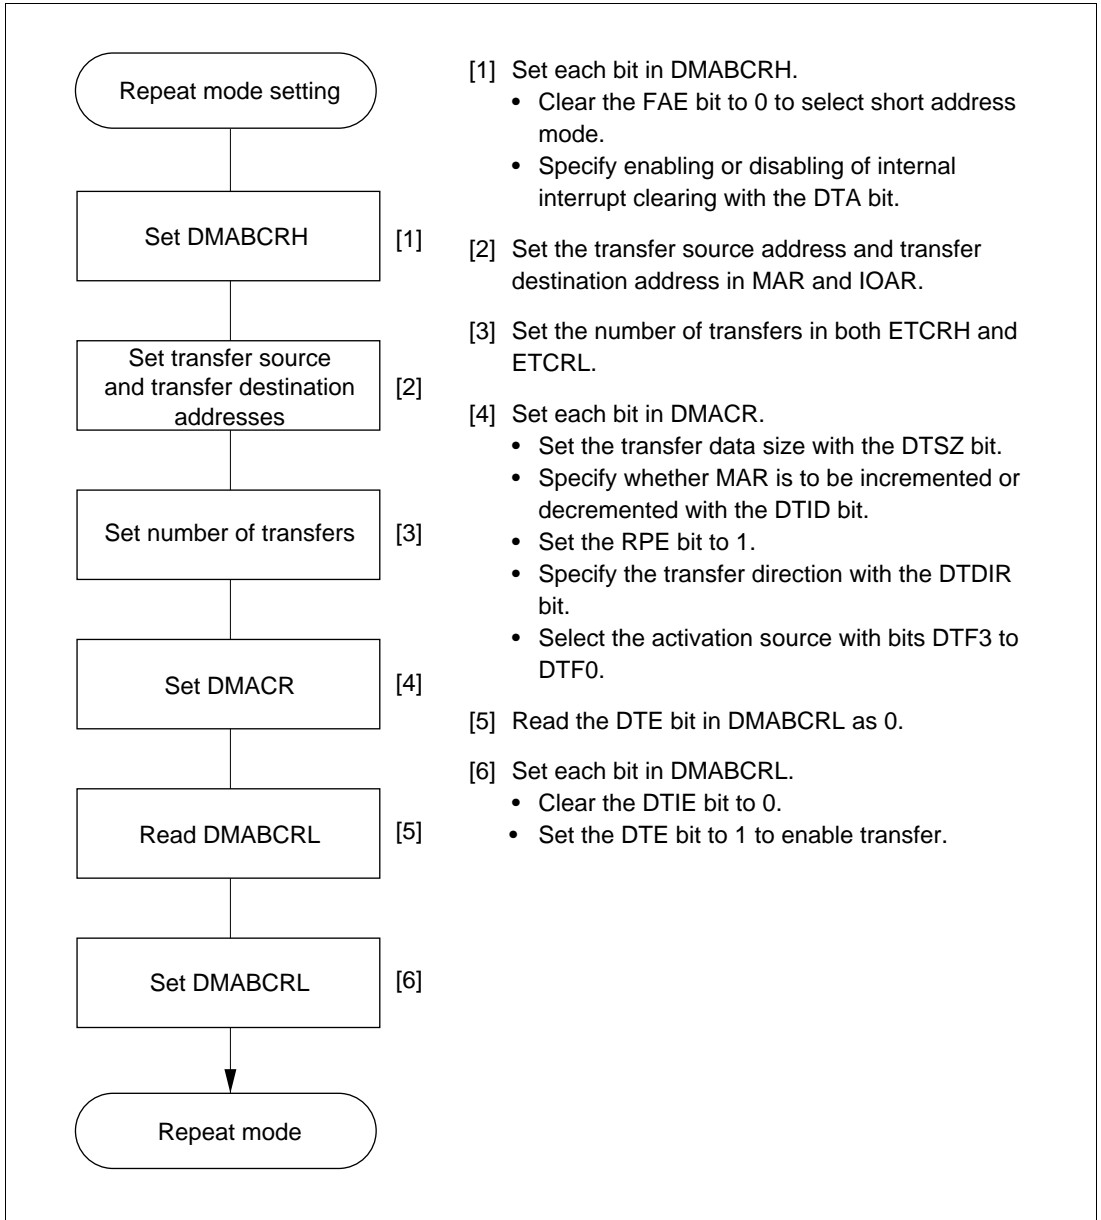 Repeat mode setting
Set DMABCRH
[1]
Set transfer source
and transfer destination
addresses
[2]
Set number of transfers
[3]
Set DMACR
[4]
Read DMABCRL
[5]
Set DMABCRL
[6]
Repeat mode
[1] Set each bit in DMABCRH.
• Clear the FAE bit to 0 to select short address
mode.
• Specify enabling or disabling of internal
interrupt clearing with the DTA bit.
[2] Set the transfer source address and transfer
destination address in MAR and IOAR.
[3] Set the number of transfers in both ETCRH and
ETCRL.
[4] Set each bit in DMACR.
• Set the transfer data size with the DTSZ bit.
• Specify whether MAR is to be incremented or
decremented with the DTID bit.
• Set the RPE bit to 1.
• Specify the transfer direction with the DTDIR
bit.
• Select the activation source with bits DTF3 to
DTF0.
[5] Read the DTE bit in DMABCRL as 0.
[6] Set each bit in DMABCRL.
• Clear the DTIE bit to 0.
• Set the DTE bit to 1 to enable transfer.